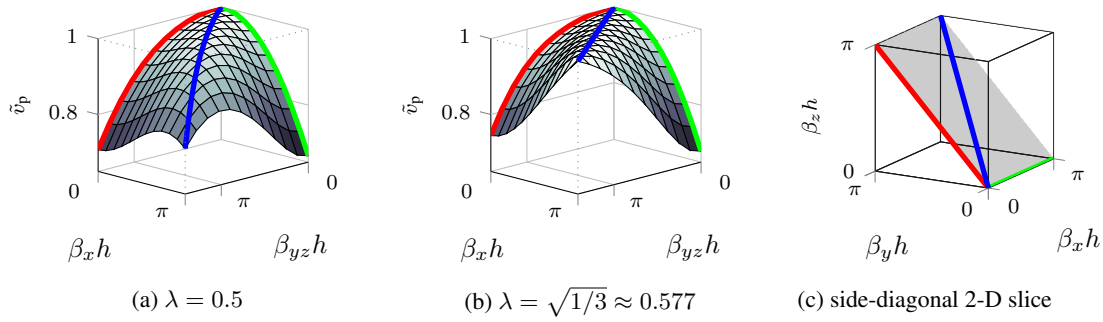 1
0.8
ṽp
0
π
π
0
βxh
βyzh
(a) λ = 0.5
1
0.8
ṽp
0
π
π
0
βxh
βyzh
(b) λ = √1/3 ≈ 0.577
π
βzh
0
π
0
0
π
βyh
βxh
(c) side-diagonal 2-D slice